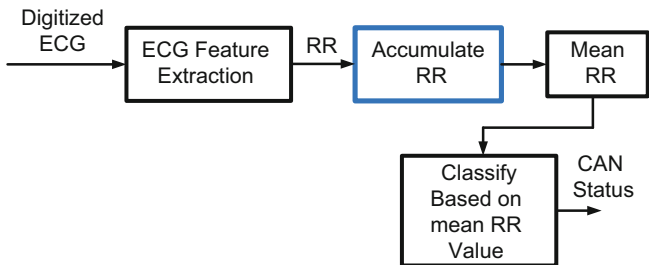 Digitized
ECG
ECG Feature
Extraction
RR
Accumulate
RR
Mean
RR
Classify
Based on
mean RR
Value
CAN
Status